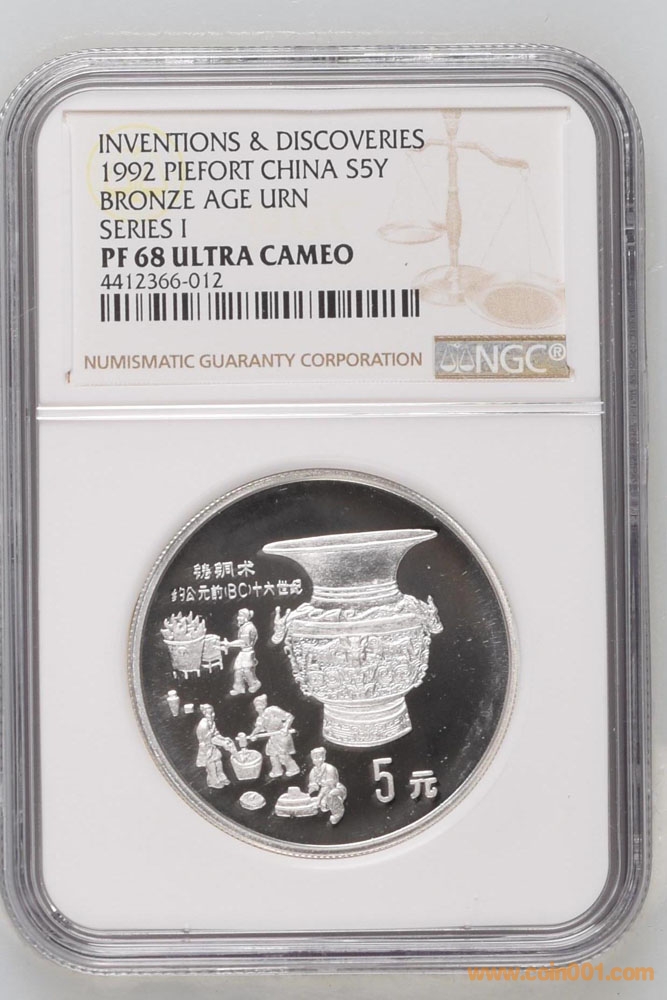 INVENTIONS & DISCOVERIES
1992 PIEFORT CHINA S5Y
BRONZE AGE URN
SERIES I
PF 68 ULTRA CAMEO
4412366-012
NUMISMATIC GUARANTY CORPORATION
NGC®
铸铜术
约公元前(BC)十六世纪
5元
www.coin001.com